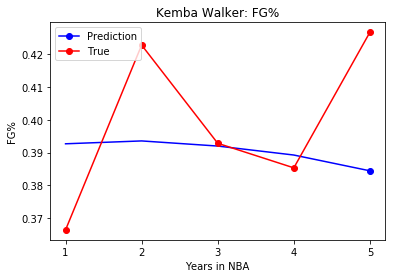 Kemba Walker: FG%
Prediction
True
FG%
0.42
0.41
0.40
0.39
0.38
0.37
1 2 3 4 5
Years in NBA